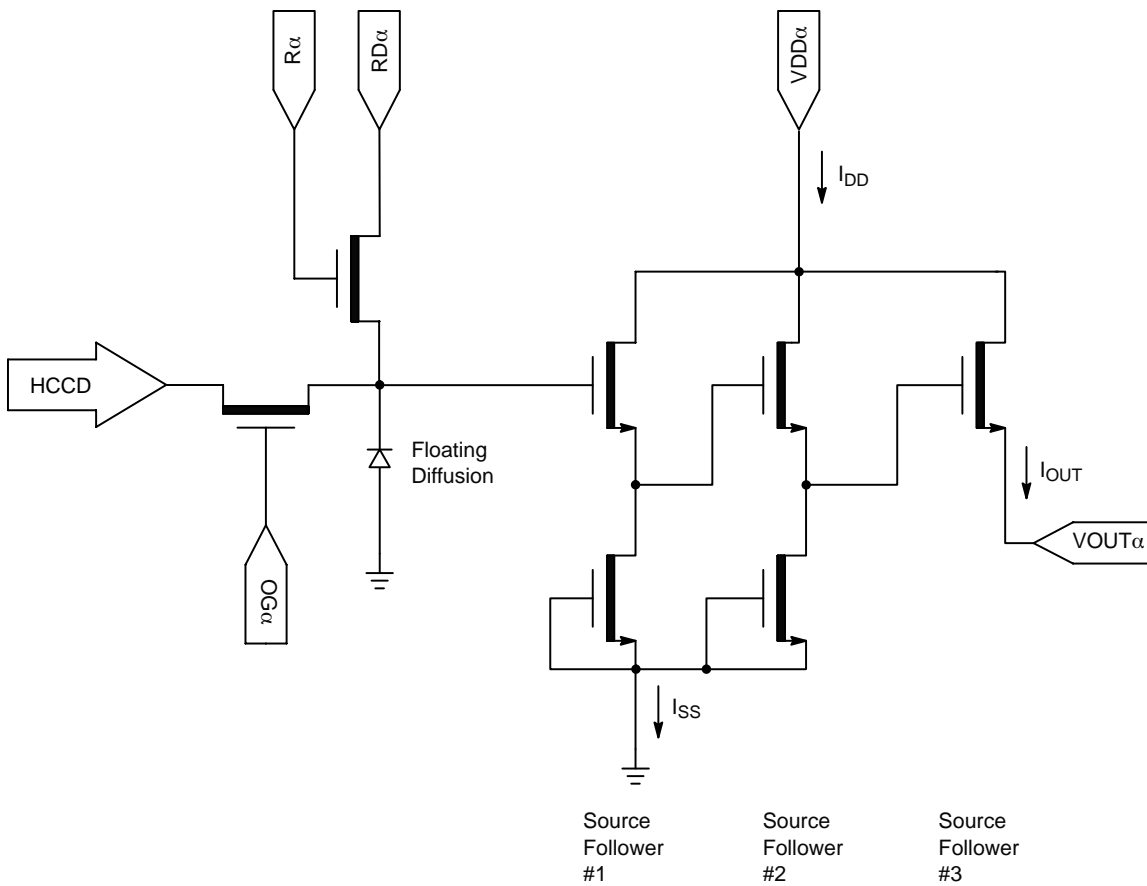 Rα
RDα
VDDα
IDD
HCCD
Floating
Diffusion
IOUT
VOUTα
OGα
ISS
Source
Follower
#1
Source
Follower
#2
Source
Follower
#3